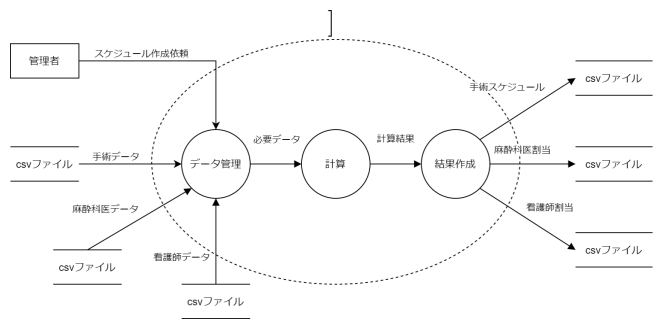 ]
スケジュール作成依頼
管理者
手術スケジュール
csvファイル
必要データ
計算結果
手術データ
麻酔科医割当
csvファイル
データ管理
計算
結果作成
csvファイル
麻酔科医データ
看護師割当
csvファイル
看護師データ
csvファイル
csvファイル